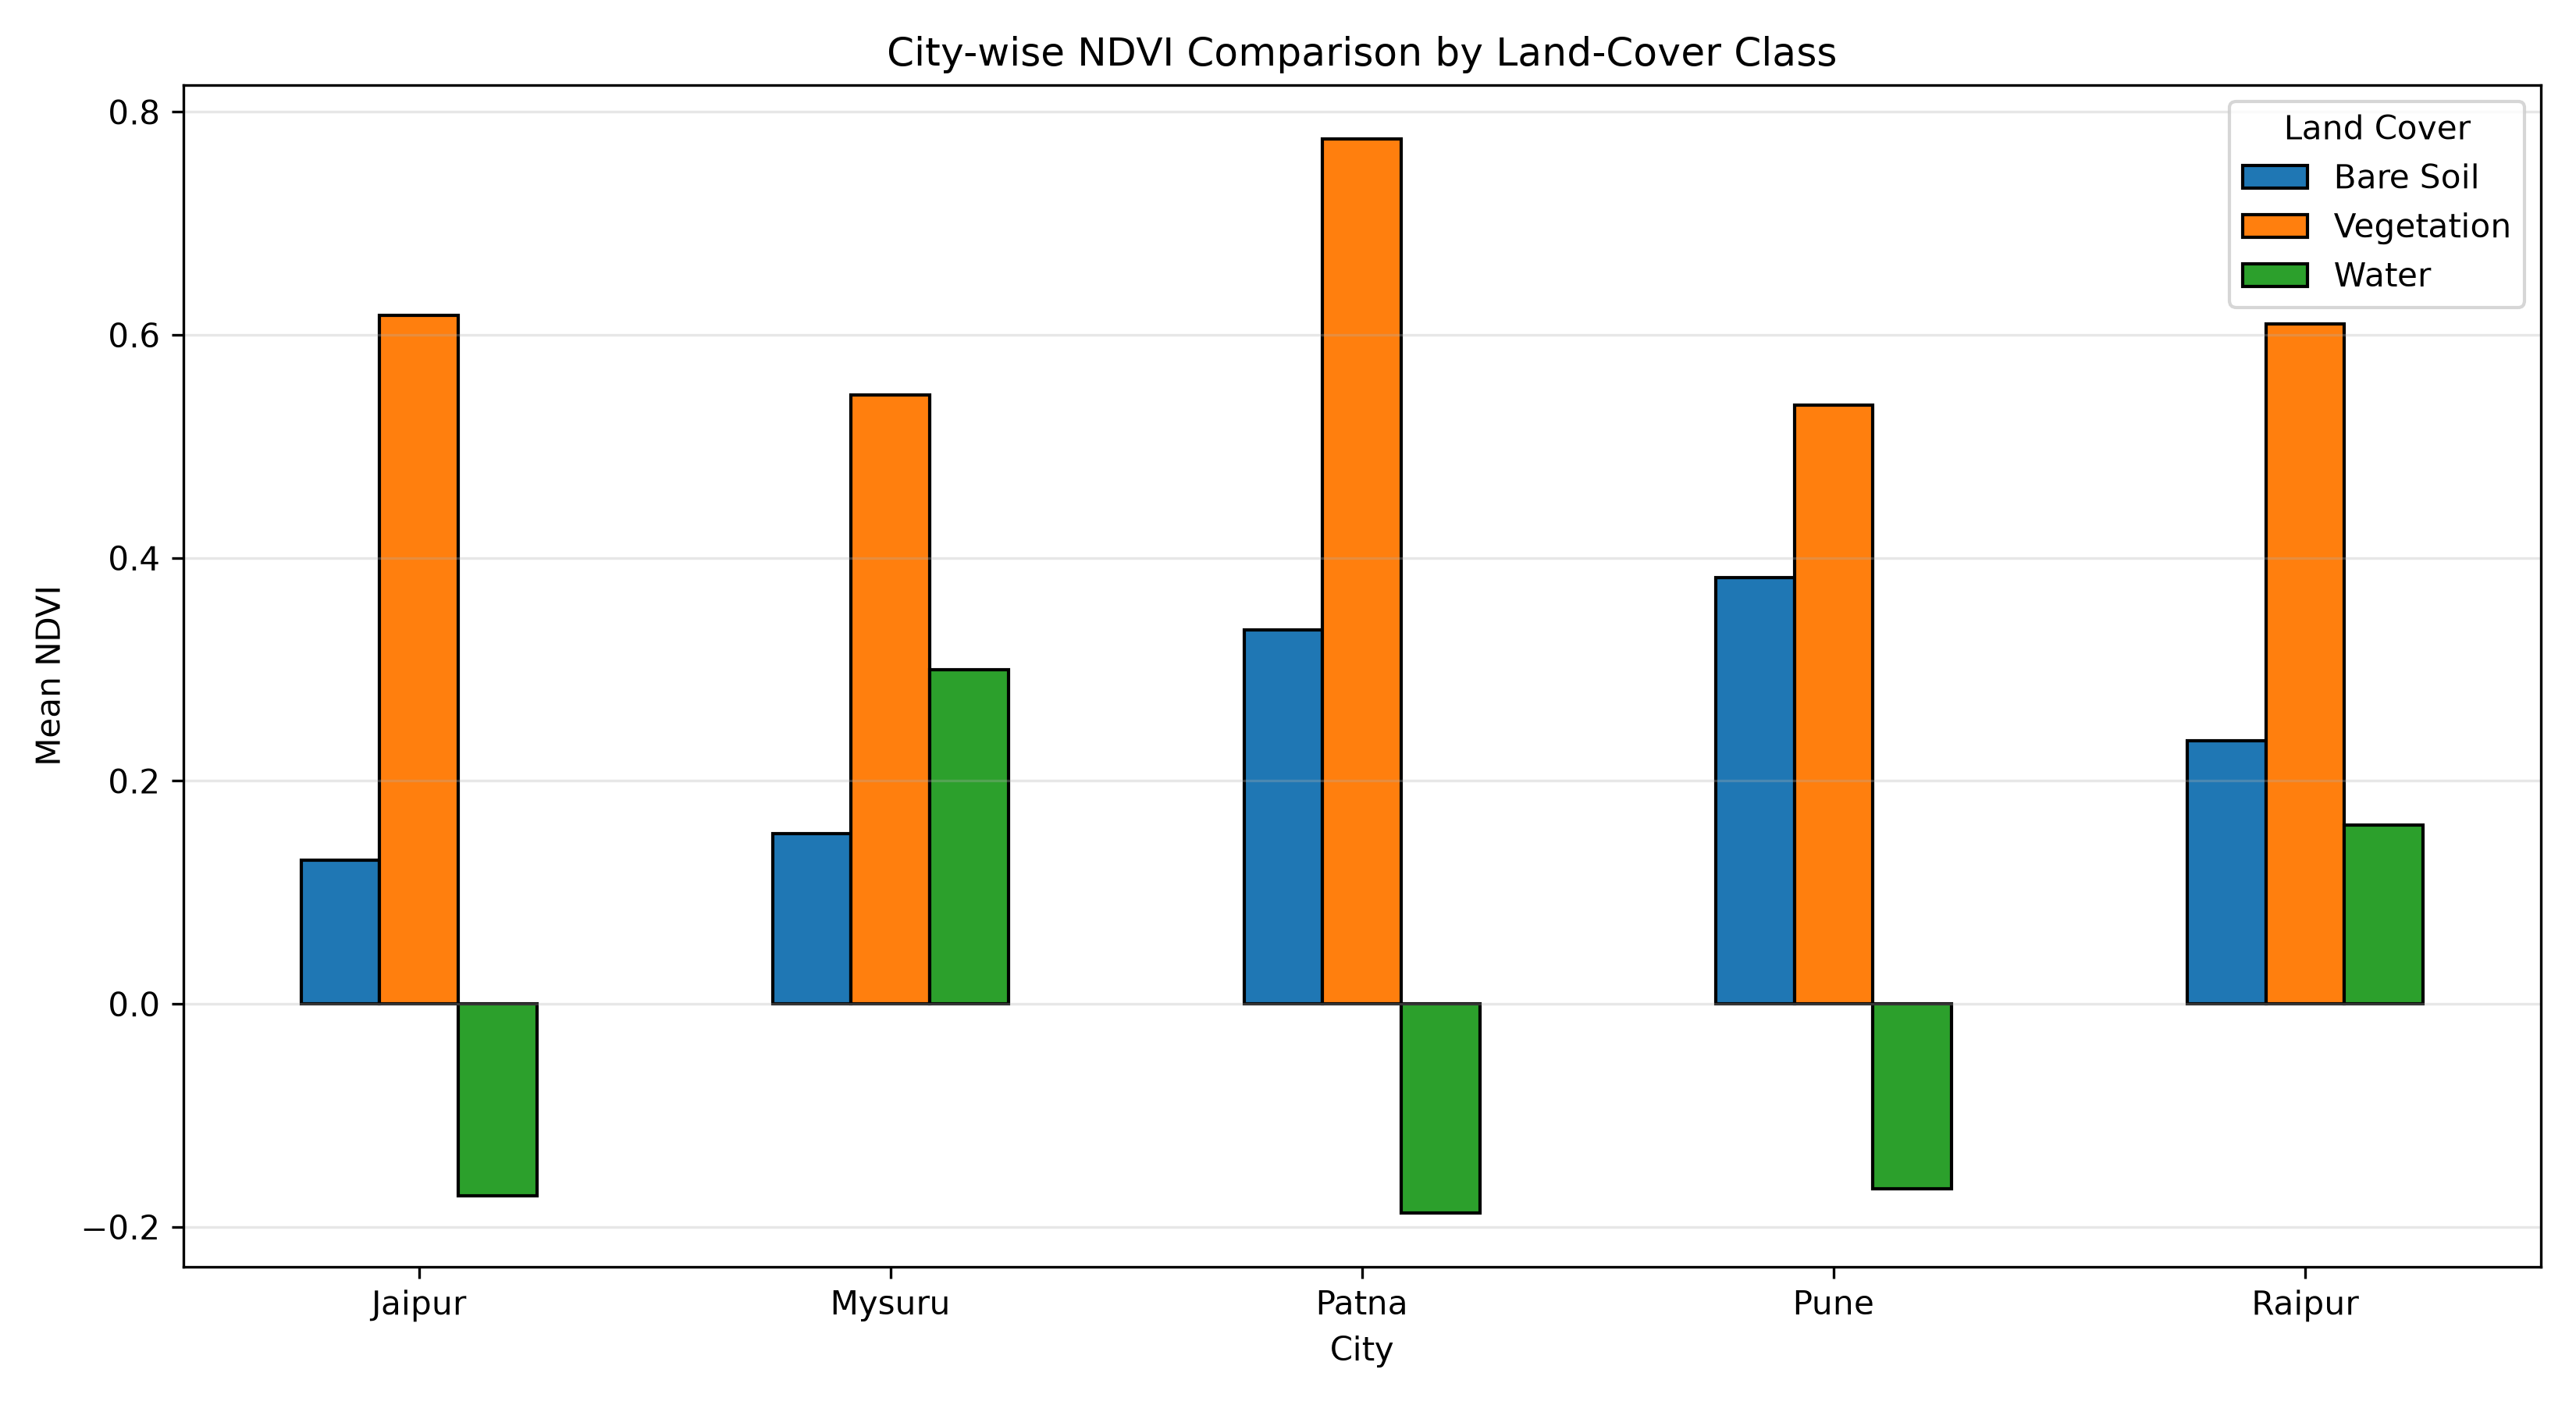 City-wise NDVI Comparison by Land-Cover Class
Land Cover
Bare Soil
Vegetation
Water
Mean NDVI
0.8
0.6
0.4
0.2
0.0
−0.2
Jaipur Mysuru Patna Pune Raipur
City